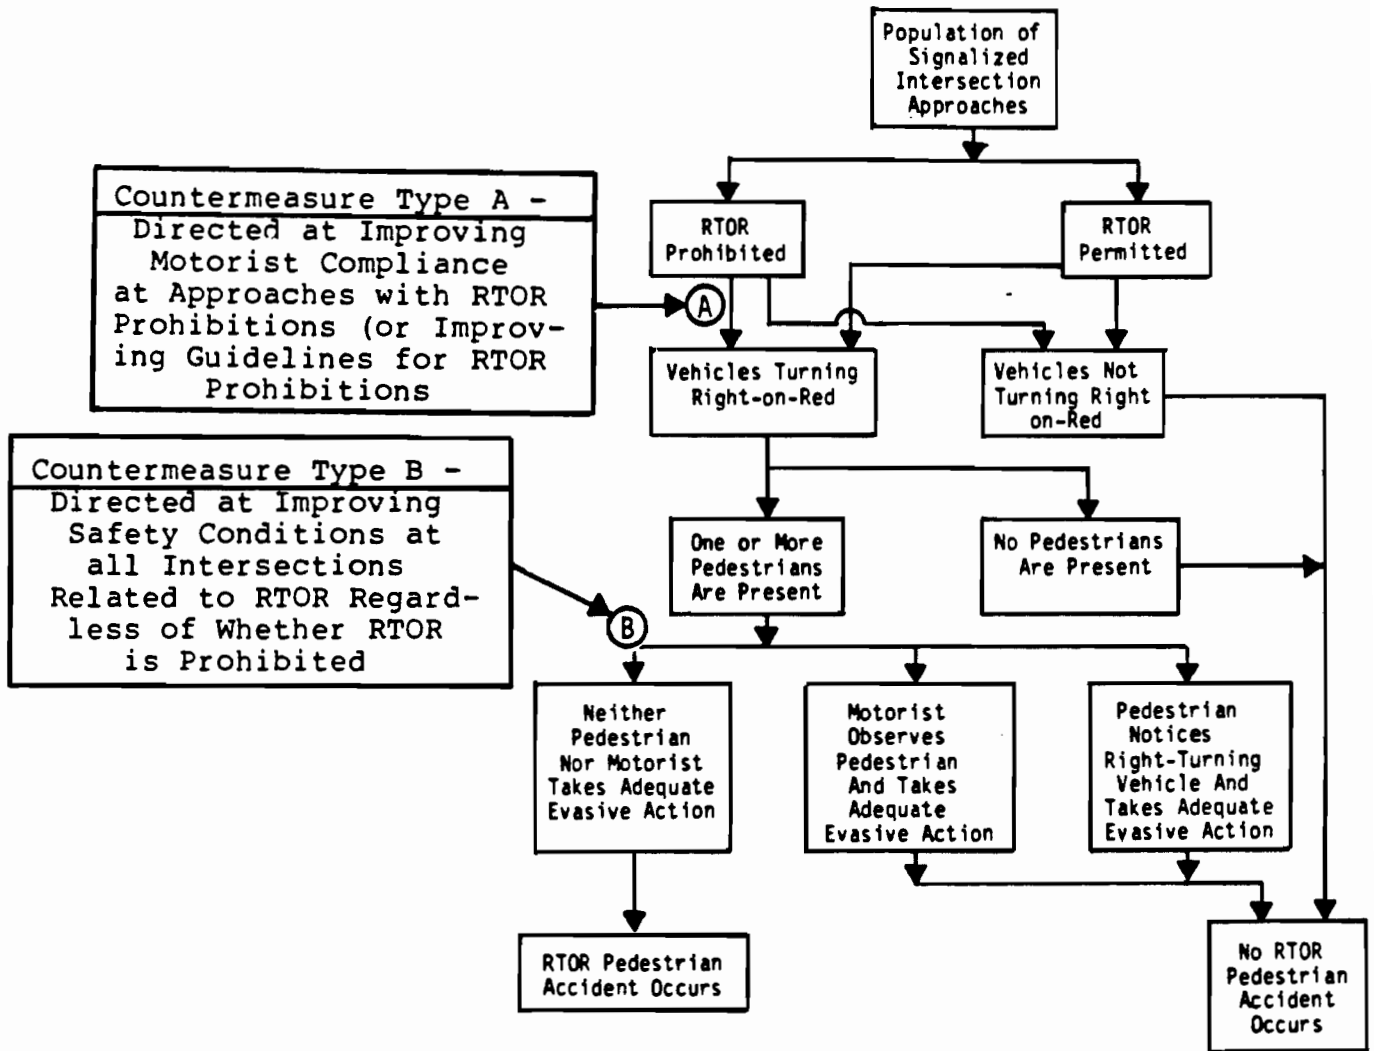 Population of
Signalized
Intersection
Approaches
Countermeasure Type A -
Directed at Improving
Motorist Compliance
at Approaches with RTOR
Prohibitions (or Improv-
ing Guidelines for RTOR
Prohibitions
RTOR
Prohibited
RTOR
Permitted
A
Vehicles Turning
Right-on-Red
Vehicles Not
Turning Right
on-Red
Countermeasure Type B -
Directed at Improving
Safety Conditions at
all Intersections
Related to RTOR Regard-
less of Whether RTOR
is Prohibited
One or More
Pedestrians
Are Present
No Pedestrians
Are Present
B
Neither
Pedestrian
Nor Motorist
Takes Adequate
Evasive Action
Motorist
Observes
Pedestrian
And Takes
Adequate
Evasive Action
Pedestrian
Notices
Right-Turning
Vehicle And
Takes Adequate
Evasive Action
RTOR Pedestrian
Accident Occurs
No RTOR
Pedestrian
Accident
Occurs